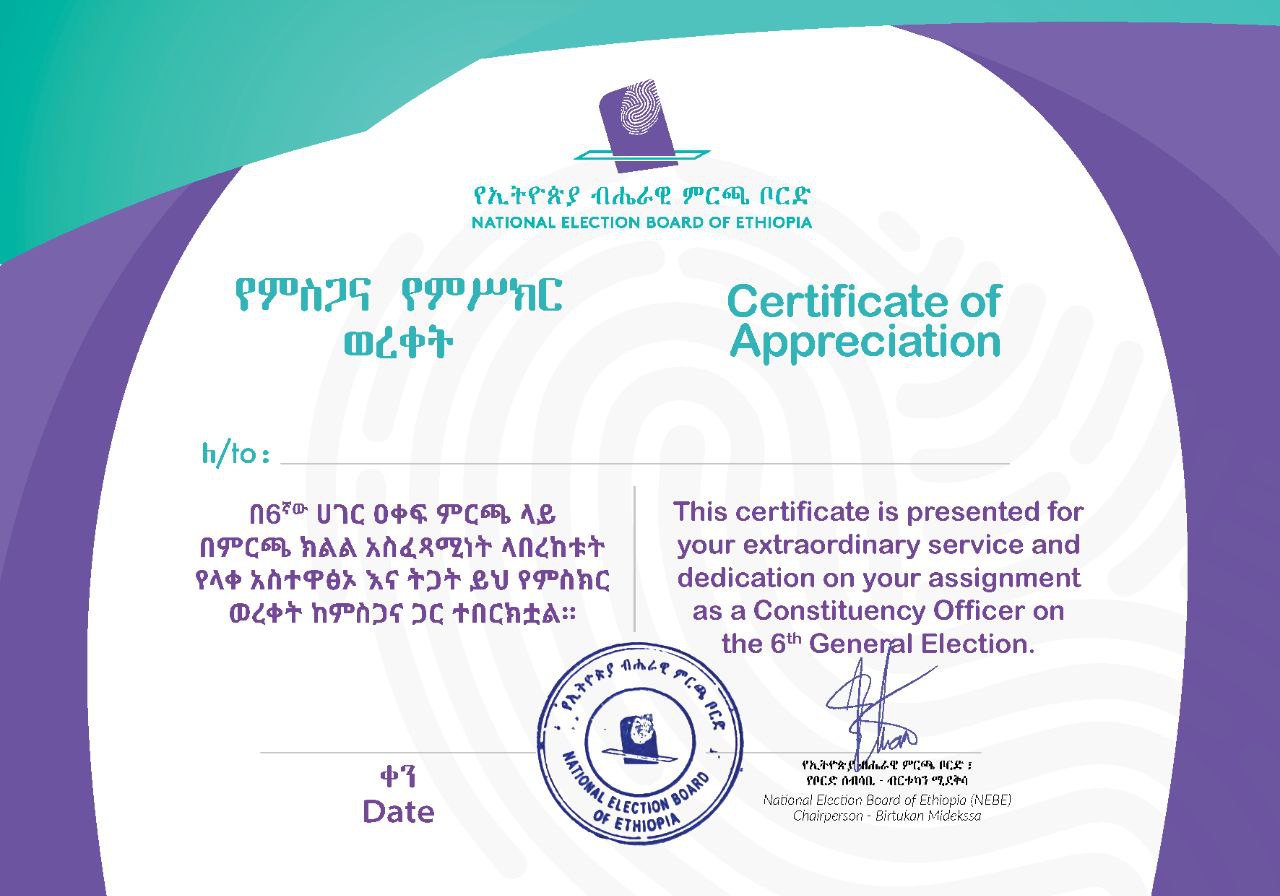 የኢትዮጵያ ብሔራዊ ምርጫ ቦርድ
NATIONAL ELECTION BOARD OF ETHIOPIA
የምስጋና የምሥክር
ወረቀት
Certificate of
Appreciation
ለ/to :
በ6ኛው ሀገር ዐቀፍ ምርጫ ላይ
በምርጫ ክልል አስፈጻሚነት ላበረከቱት
የላቀ አስተዋፅኦ እና ትጋት ይህ የምስክር
ወረቀት ከምስጋና ጋር ተበርክቷል።
This certificate is presented for
your extraordinary service and
dedication on your assignment
as a Constituency Officer on
the 6th General Election.
ቀን
Date
የኢትዮጵያ ብሔራዊ ምርጫ ቦርድ
NATIONAL ELECTION BOARD
OF ETHIOPIA
የኢትዮጵያ ብሔራዊ ምርጫ ቦርድ ፤
የቦርድ ሰብሳቢ - ብርቱካን ሚደቅሳ
National Election Board of Ethiopia (NEBE)
Chairperson - Birtukan Midekssa